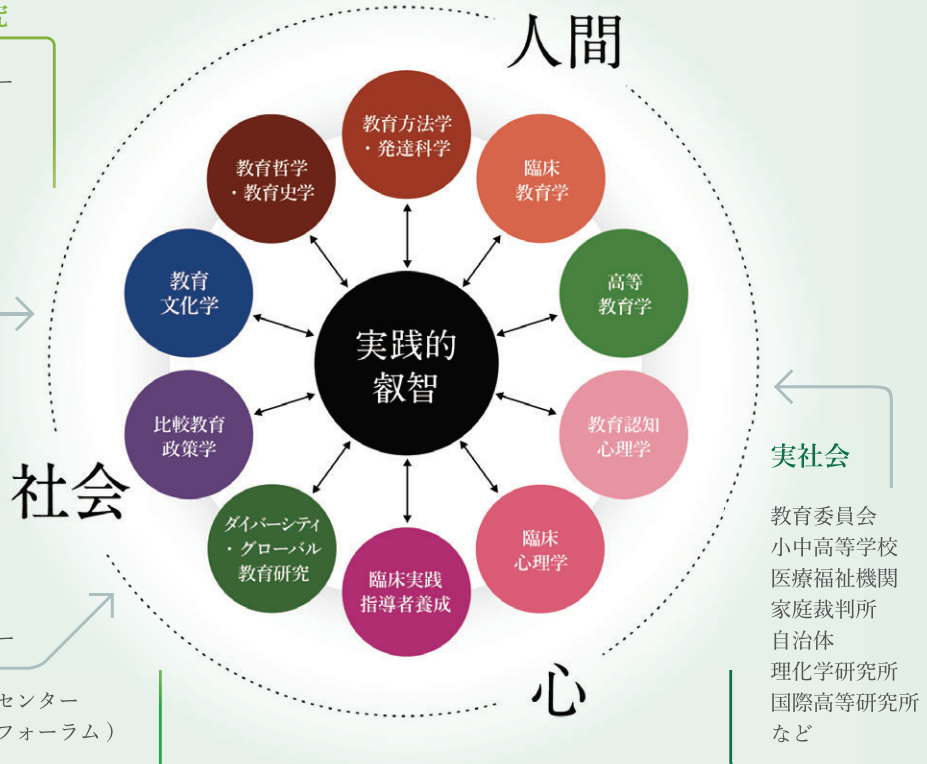 究
ー
人間
教育方法学
・発達科学
臨床
教育学
高等
教育学
教育認知
心理学
臨床
心理学
臨床実践
指導者養成
ダイバーシティ
・グローバル
教育研究
比較教育
政策学
教育
文化学
教育哲学
・教育史学
実践的
叡智
社会
心
ー
センター
フォーラム )
実社会
教育委員会
小中高等学校
医療福祉機関
家庭裁判所
自治体
理化学研究所
国際高等研究所
など